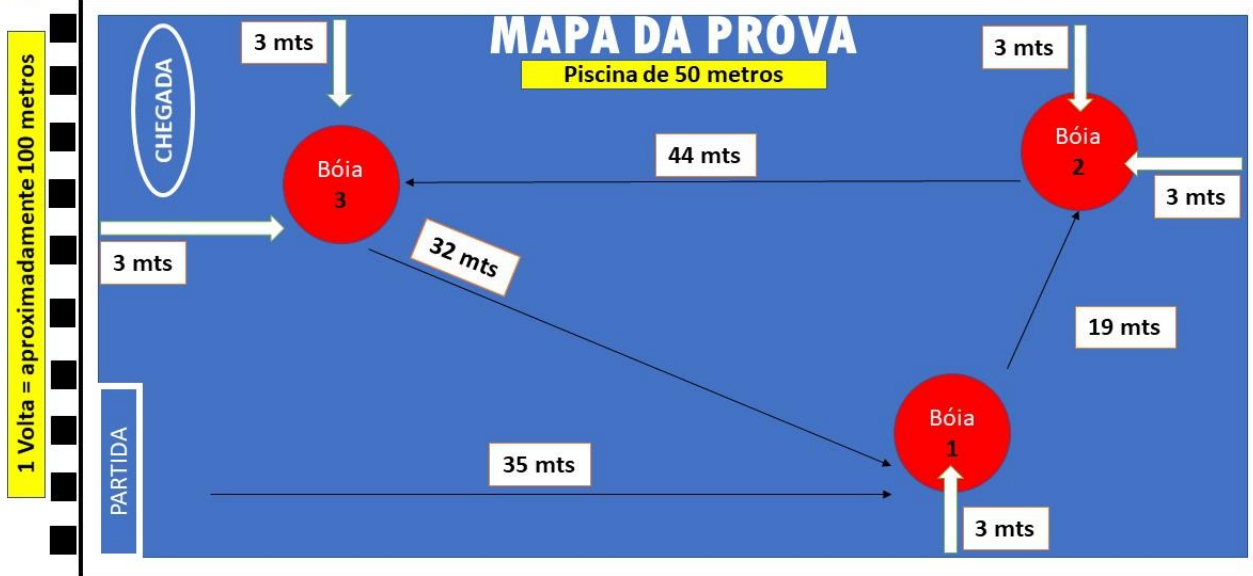 MAPA DA PROVA
Piscina de 50 metros
1 Volta = aproximadamente 100 metros
CHEGADA
3 mts
3 mts
Bóia
2
44 mts
3 mts
Bóia
3
3 mts
32 mts
19 mts
Bóia
1
35 mts
PARTIDA
3 mts